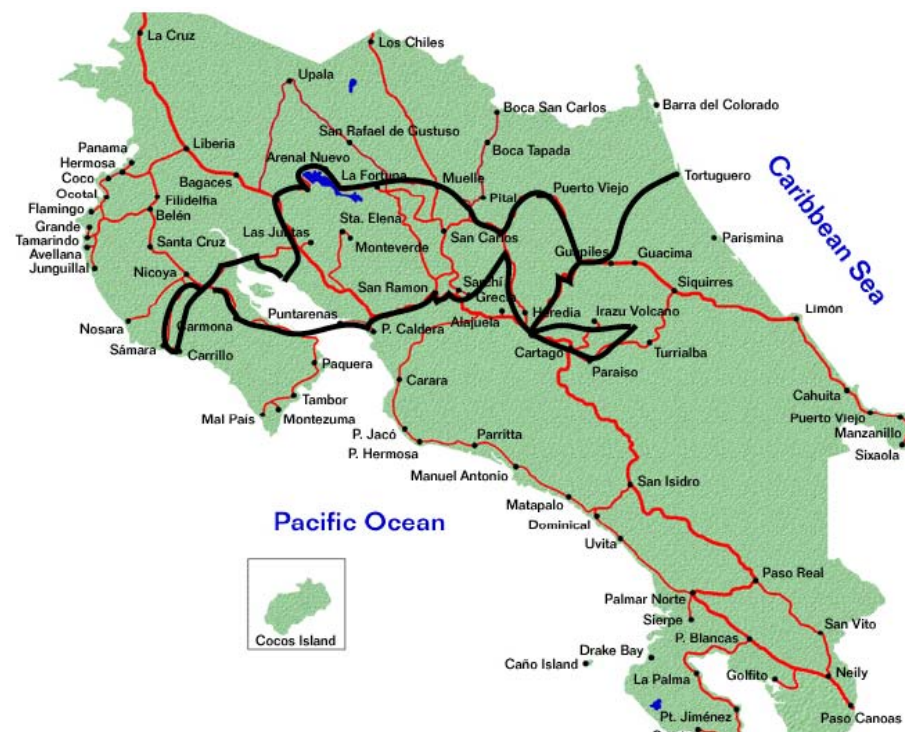 La Cruz
Los Chiles
Upala
Boca San Carlos
Barra del Colorado
San Rafael de Gustuso
Panama
Liberia
Boca Tapada
Hermosa
Arenal Nuevo
La Fortuna
Muelle
Coco
Bagaces
Puerto Viejo
Tortuguero
Caribbean Sea
Ocotal
Filidelfia
Pital
Flamingo
Belén
Sta. Elena
Grande
Las Juntas
San Carlos
Parismina
Tamarindo
Santa Cruz
Monteverde
Avellana
Guapiles
Guacima
Junguillal
Nicoya
San Ramon
Sarchí
Siquirres
Grecia
Nosara
Carmona
Puntarenas
Alajuela
Heredia
Irazu Volcano
Limón
P. Caldera
Sámara
Carrillo
Cartago
Turrialba
Paquera
Paraiso
Carara
Tambor
Cahuita
Mal País
Montezuma
Puerto Viejo
P. Jacó
Parritta
Manzanillo
P. Hermosa
Sixaola
Manuel Antonio
San Isidro
Matapalo
Pacific Ocean
Dominical
Uvita
Paso Real
Palmar Norte
Sierpe
San Vito
Cocos Island
P. Blancas
Drake Bay
Caño Island
La Palma
Golfito
Neily
Pt. Jiménez
Paso Canoas